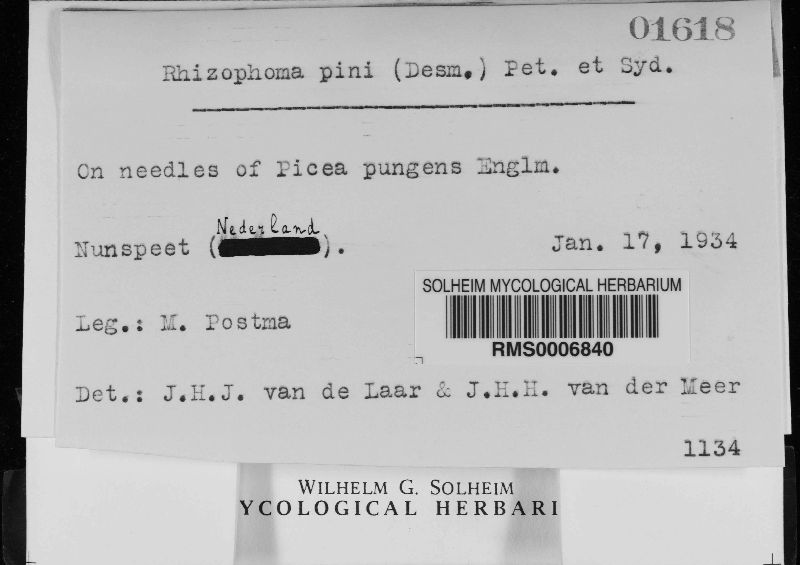 01618
Rhizophoma pini (Desm.) Pet. et Syd.
On needles of Picea pungens Englm.
Nederland
Nunspeet ( ).
Jan. 17, 1934
SOLHEIM MYCOLOGICAL HERBARIUM
RMS0006840
Leg.: M. Postma
Det.: J.H.J. van de Laar & J.H.H. van der Meer
1134
WILHELM G. SOLHEIM
YCOLOGICAL HERBARI